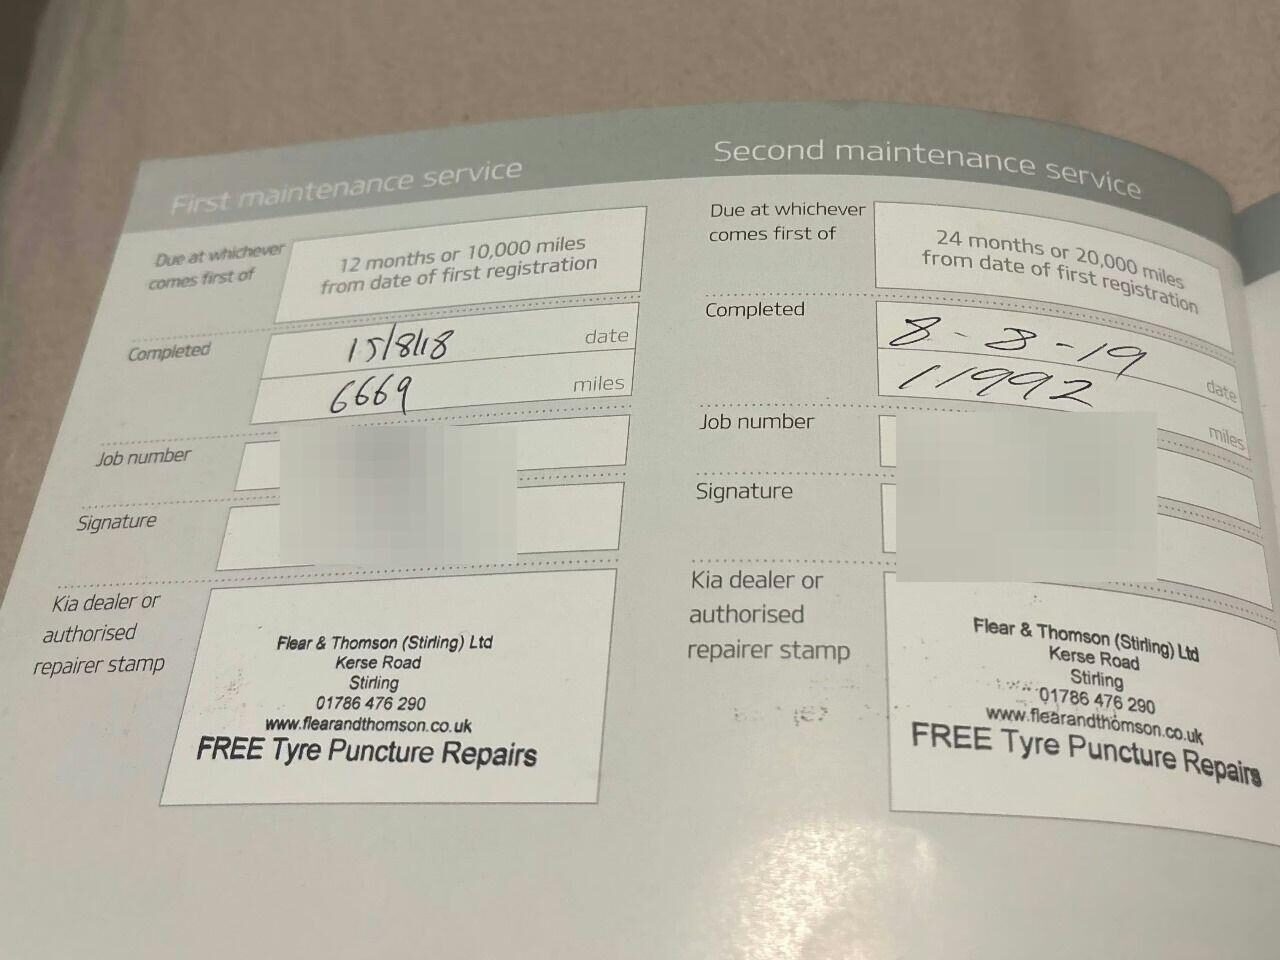 First maintenance service
Due at whichever
comes first of
12 months or 10,000 miles
from date of first registration
Completed
15/8/18
date
6669
miles
Job number
Signature
Kia dealer or
authorised
repairer stamp
Flear & Thomson (Stirling) Ltd
Kerse Road
Stirling
01786 476 290
www.flearandthomson.co.uk
FREE Tyre Puncture Repairs
Second maintenance service
Due at whichever
comes first of
24 months or 20,000 miles
from date of first registration
Completed
8-8-19
date
11992
miles
Job number
Signature
Kia dealer or
authorised
repairer stamp
Flear & Thomson (Stirling) Ltd
Kerse Road
Stirling
01786 476 290
www.flearandthomson.co.uk
FREE Tyre Puncture Repairs